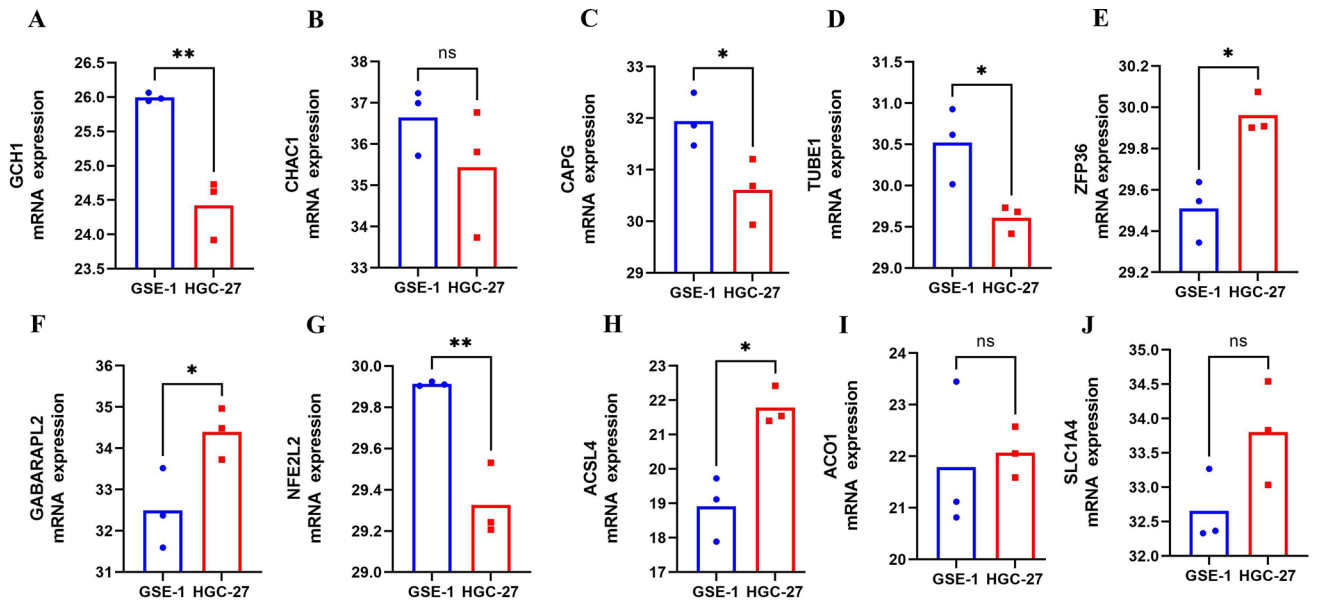 A
GCH1
mRNA expression
27.0
26.5
26.0
25.5
25.0
24.5
24.0
23.5
**
GSE-1 HGC-27
B
CHAC1
mRNA expression
38
37
36
35
34
33
ns
GSE-1 HGC-27
C
CAPG
mRNA expression
33
32
31
30
29
*
GSE-1 HGC-27
D
TUBE1
mRNA expression
31.5
31.0
30.5
30.0
29.5
29.0
*
GSE-1 HGC-27
E
ZFP36
mRNA expression
30.2
30.0
29.8
29.6
29.4
29.2
*
GSE-1 HGC-27
F
GABARAPL2
mRNA expression
36
35
34
33
32
31
*
GSE-1 HGC-27
G
NFE2L2
mRNA expression
30.0
29.8
29.6
29.4
29.2
29.0
**
GSE-1 HGC-27
H
ACSL4
mRNA expression
23
22
21
20
19
18
17
*
GSE-1 HGC-27
I
ACO1
mRNA expression
24
23
22
21
20
ns
GSE-1 HGC-27
J
SLC1A4
mRNA expression
35.0
34.5
34.0
33.5
33.0
32.5
32.0
ns
GSE-1 HGC-27